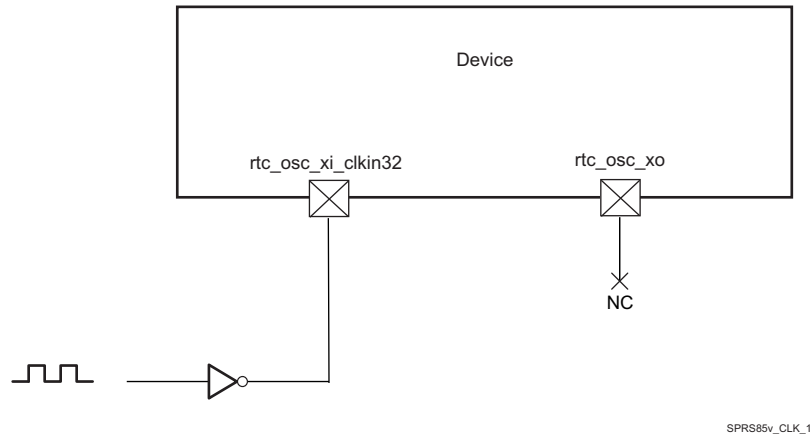 Device
rtc_osc_xi_clkin32
rtc_osc_xo
NC
SPRS85v_CLK_1